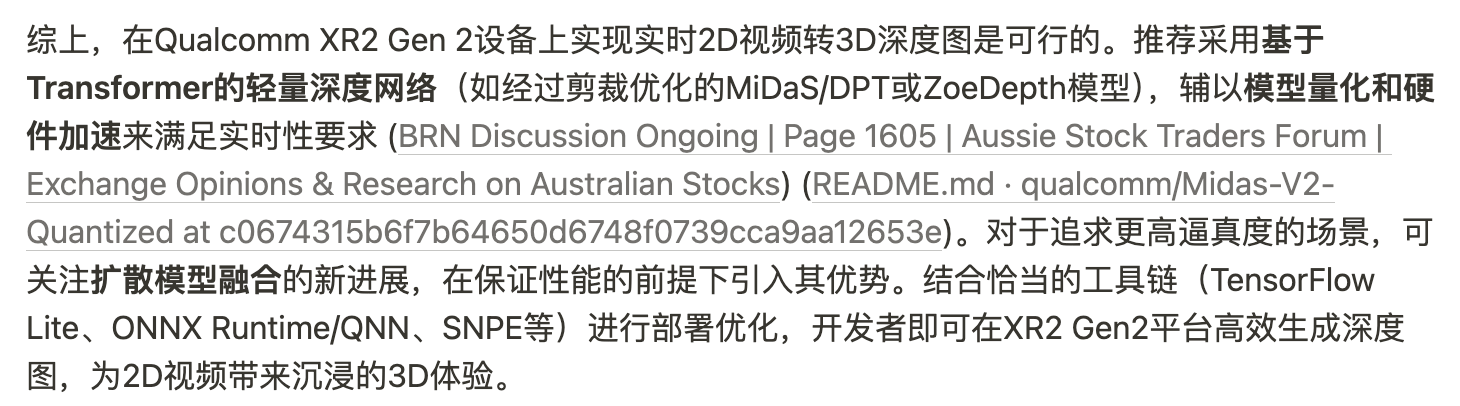 综上，在Qualcomm XR2 Gen 2设备上实现实时2D视频转3D深度图是可行的。推荐采用基于
Transformer的轻量深度网络（如经过剪裁优化的MiDaS/DPT或ZoeDepth模型），辅以模型量化和硬
件加速来满足实时性要求 (BRN Discussion Ongoing | Page 1605 | Aussie Stock Traders Forum |
Exchange Opinions & Research on Australian Stocks) (README.md · qualcomm/Midas-V2-
Quantized at c0674315b6f7b64650d6748f0739cca9aa12653e)。对于追求更高逼真度的场景，可
关注扩散模型融合的新进展，在保证性能的前提下引入其优势。结合恰当的工具链（TensorFlow
Lite、ONNX Runtime/QNN、SNPE等）进行部署优化，开发者即可在XR2 Gen2平台高效生成深度
图，为2D视频带来沉浸的3D体验。